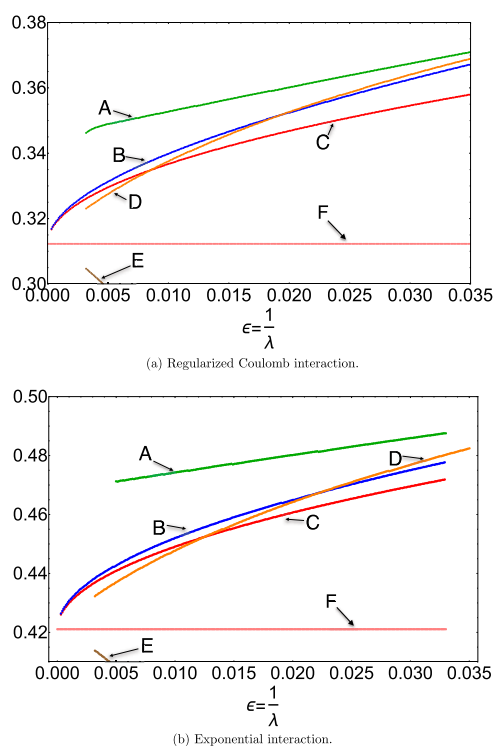 0.38
A
0.36
B
C
0.34
D
0.32
F
E
0.30
0.000 0.005 0.010 0.015 0.020 0.025 0.030 0.035
ϵ=1/λ
(a) Regularized Coulomb interaction.
0.50
A
D
0.48
B
C
0.46
0.44
F
0.42
E
0.000 0.005 0.010 0.015 0.020 0.025 0.030 0.035
ϵ=1/λ
(b) Exponential interaction.